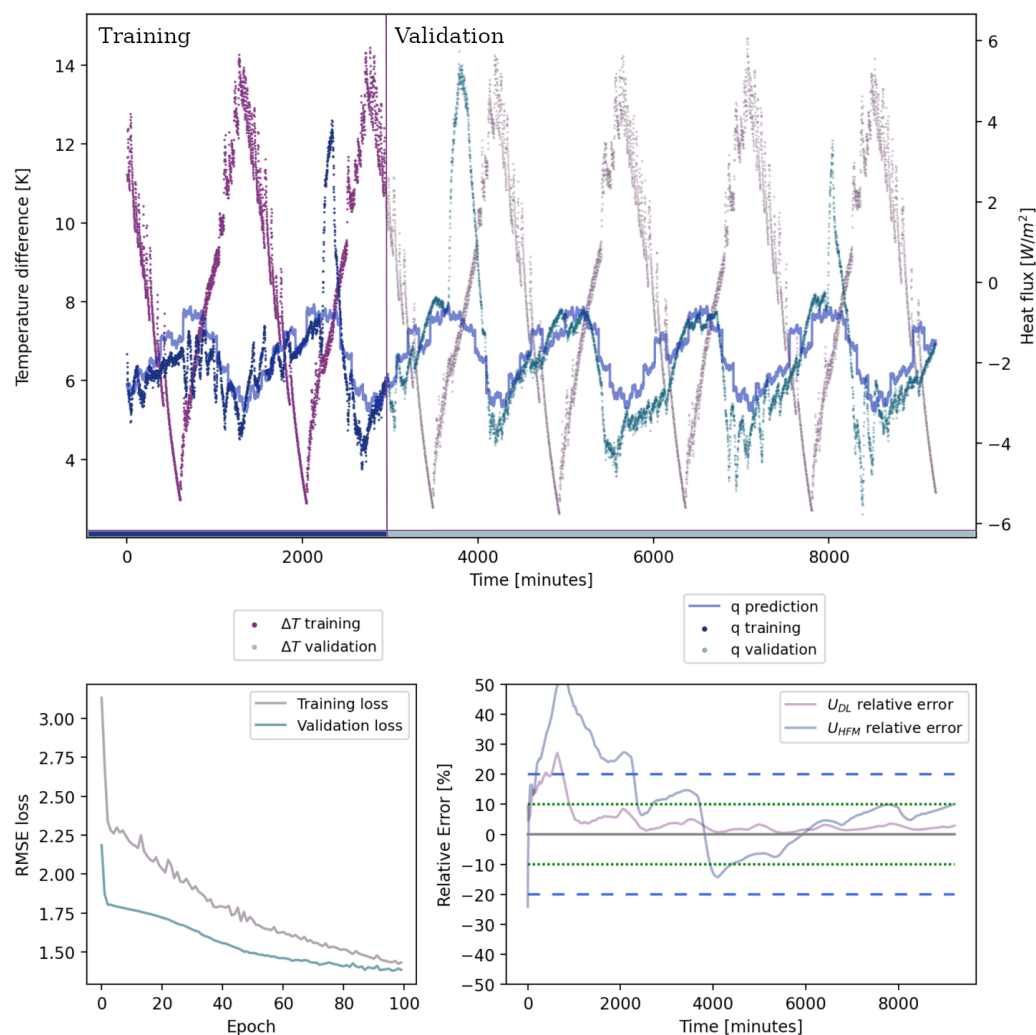 Training
Validation
14
12
10
8
6
4
Temperature difference [K]
6
4
2
0
−2
−4
−6
Heat flux [W/m²]
0
2000
4000
6000
8000
Time [minutes]
ΔT training
ΔT validation
q prediction
q training
q validation
3.00
2.75
2.50
2.25
2.00
1.75
1.50
RMSE loss
Training loss
Validation loss
0
20
40
60
80
100
Epoch
50
40
30
20
10
0
−10
−20
−30
−40
−50
Relative Error [%]
U_DL relative error
U_HFM relative error
0
2000
4000
6000
8000
Time [minutes]